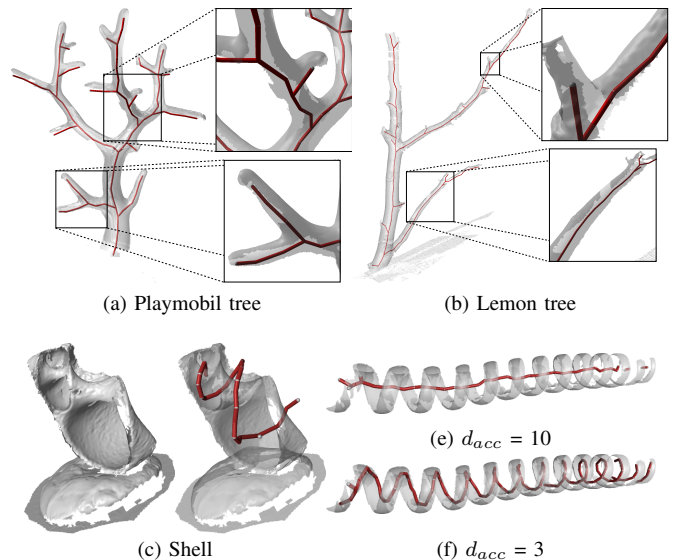 (a) Playmobil tree
(b) Lemon tree
(e) d_acc = 10
(c) Shell
(f) d_acc = 3